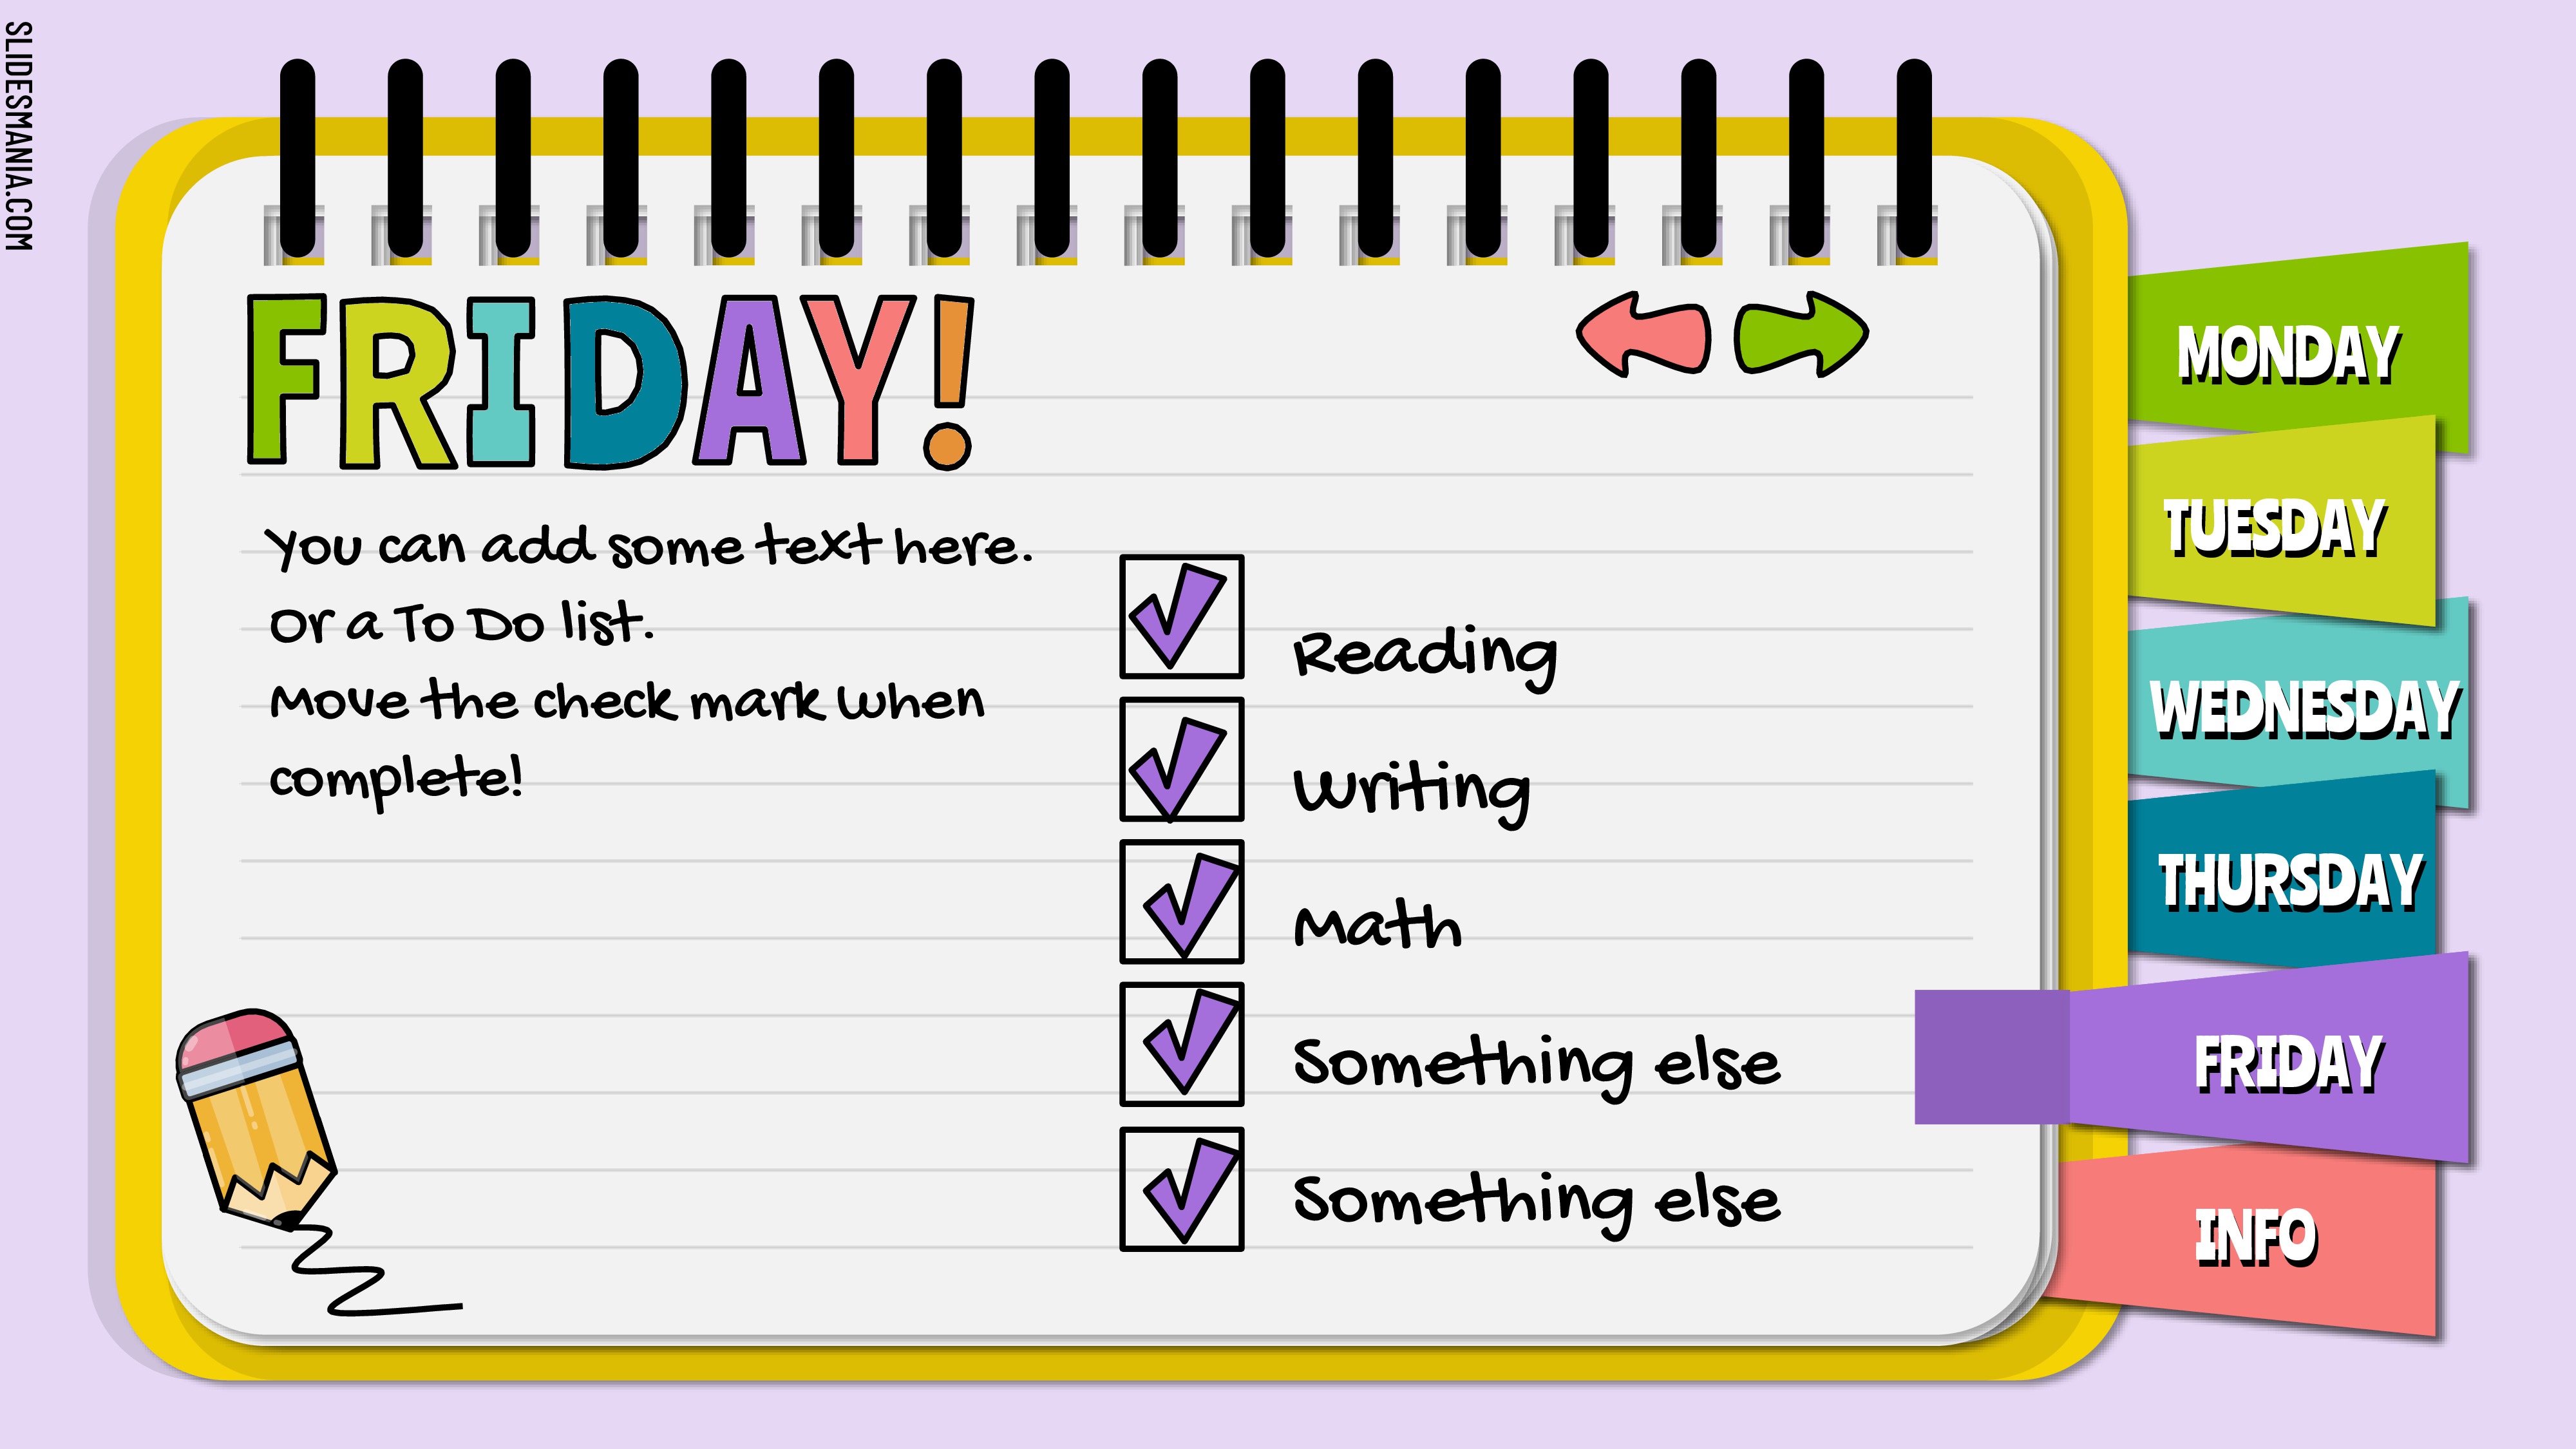 SLIDESMANIA.COM
FRIDAY!
You can add some text here.
Or a To Do list.
Move the check mark when
complete!
Reading
Writing
Math
Something else
Something else
MONDAY
TUESDAY
WEDNESDAY
THURSDAY
FRIDAY
INFO